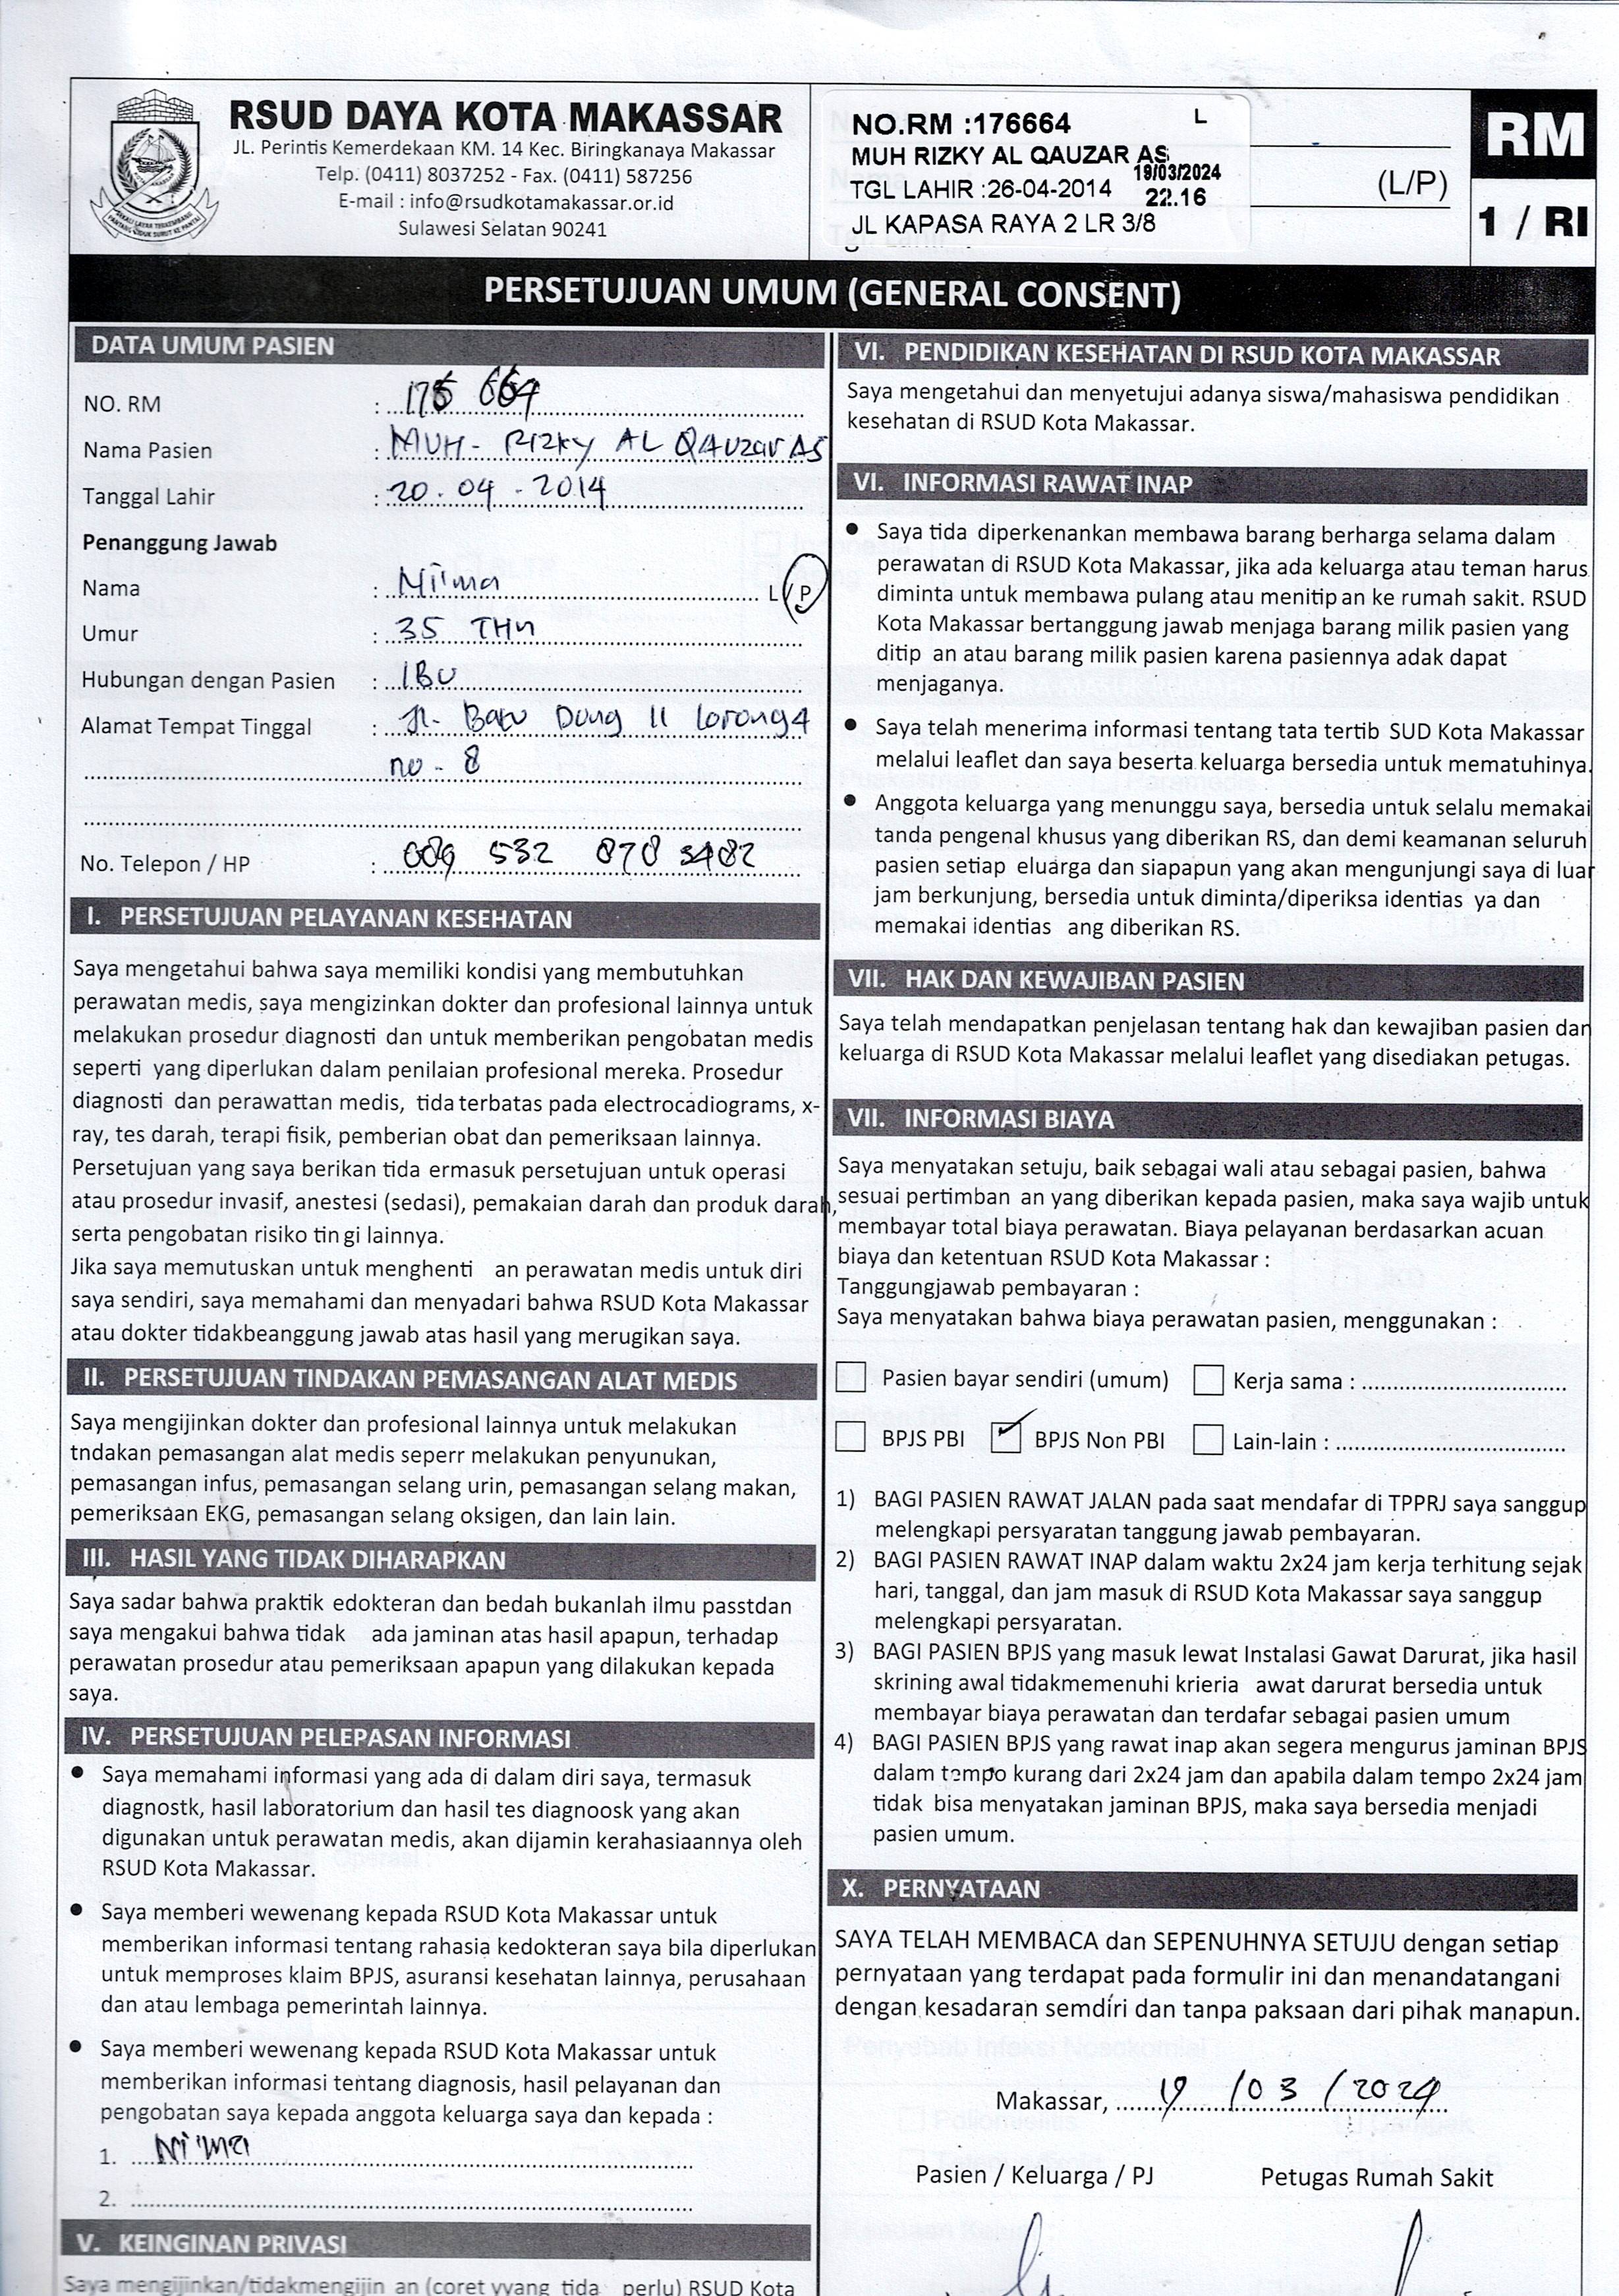 RSUD DAYA KOTA MAKASSAR
JL. Perintis Kemerdekaan KM. 14 Kec. Biringkanaya Makassar
Telp. (0411) 8037252 - Fax. (0411) 587256
E-mail : info@rsudkotamakassar.or.id
Sulawesi Selatan 90241
NO.RM :176664 L
MUH RIZKY AL QAUZAR AS
19/03/2024
TGL LAHIR :26-04-2014
22.16
JL KAPASA RAYA 2 LR 3/8
(L/P)
RM
1 / RI
PERSETUJUAN UMUM (GENERAL CONSENT)
DATA UMUM PASIEN
NO. RM : 664
Nama Pasien : MUH- RIZKY AL QAUZAR AS
Tanggal Lahir : 20.04-2014
Penanggung Jawab
Nama : L/P
Umur : 35 THN
Hubungan dengan Pasien : IBU
Alamat Tempat Tinggal : Jl- Lorong 4
no - 8
No. Telepon / HP : 532
I. PERSETUJUAN PELAYANAN KESEHATAN
Saya mengetahui bahwa saya memiliki kondisi yang membutuhkan
perawatan medis, saya mengizinkan dokter dan profesional lainnya untuk
melakukan prosedur diagnosti dan untuk memberikan pengobatan medis
seperti yang diperlukan dalam penilaian profesional mereka. Prosedur
diagnosti dan perawattan medis, tida terbatas pada electrocadiograms, x-
ray, tes darah, terapi fisik, pemberian obat dan pemeriksaan lainnya.
Persetujuan yang saya berikan tida ermasuk persetujuan untuk operasi
atau prosedur invasif, anestesi (sedasi), pemakaian darah dan produk darah,
serta pengobatan risiko tin gi lainnya.
Jika saya memutuskan untuk menghenti an perawatan medis untuk diri
saya sendiri, saya memahami dan menyadari bahwa RSUD Kota Makassar
atau dokter tidakbeanggung jawab atas hasil yang merugikan saya.
II. PERSETUJUAN TINDAKAN PEMASANGAN ALAT MEDIS
Saya mengijinkan dokter dan profesional lainnya untuk melakukan
tndakan pemasangan alat medis seperr melakukan penyunukan,
pemasangan infus, pemasangan selang urin, pemasangan selang makan,
pemeriksaan EKG, pemasangan selang oksigen, dan lain lain.
III. HASIL YANG TIDAK DIHARAPKAN
Saya sadar bahwa praktik edokteran dan bedah bukanlah ilmu passtdan
saya mengakui bahwa tidak ada jaminan atas hasil apapun, terhadap
perawatan prosedur atau pemeriksaan apapun yang dilakukan kepada
saya.
IV. PERSETUJUAN PELEPASAN INFORMASI
• Saya memahami informasi yang ada di dalam diri saya, termasuk
diagnostk, hasil laboratorium dan hasil tes diagnoosk yang akan
digunakan untuk perawatan medis, akan dijamin kerahasiaannya oleh
RSUD Kota Makassar.
• Saya memberi wewenang kepada RSUD Kota Makassar untuk
memberikan informasi tentang rahasia kedokteran saya bila diperlukan
untuk memproses klaim BPJS, asuransi kesehatan lainnya, perusahaan
dan atau lembaga pemerintah lainnya.
• Saya memberi wewenang kepada RSUD Kota Makassar untuk
memberikan informasi tentang diagnosis, hasil pelayanan dan
pengobatan saya kepada anggota keluarga saya dan kepada :
1. Ni'ma
2.
V. KEINGINAN PRIVASI
Saya mengijinkan/tidakmengijin an (coret yyang tida perlu) RSUD Kota
VI. PENDIDIKAN KESEHATAN DI RSUD KOTA MAKASSAR
Saya mengetahui dan menyetujui adanya siswa/mahasiswa pendidikan
kesehatan di RSUD Kota Makassar.
VI. INFORMASI RAWAT INAP
• Saya tida diperkenankan membawa barang berharga selama dalam
perawatan di RSUD Kota Makassar, jika ada keluarga atau teman harus
diminta untuk membawa pulang atau menitip an ke rumah sakit. RSUD
Kota Makassar bertanggung jawab menjaga barang milik pasien yang
ditip an atau barang milik pasien karena pasiennya adak dapat
menjaganya.
• Saya telah menerima informasi tentang tata tertib SUD Kota Makassar
melalui leaflet dan saya beserta keluarga bersedia untuk mematuhinya.
• Anggota keluarga yang menunggu saya, bersedia untuk selalu memakai
tanda pengenal khusus yang diberikan RS, dan demi keamanan seluruh
pasien setiap eluarga dan siapapun yang akan mengunjungi saya di luar
jam berkunjung, bersedia untuk diminta/diperiksa identias ya dan
memakai identias ang diberikan RS.
VII. HAK DAN KEWAJIBAN PASIEN
Saya telah mendapatkan penjelasan tentang hak dan kewajiban pasien dan
keluarga di RSUD Kota Makassar melalui leaflet yang disediakan petugas.
VII. INFORMASI BIAYA
Saya menyatakan setuju, baik sebagai wali atau sebagai pasien, bahwa
sesuai pertimban an yang diberikan kepada pasien, maka saya wajib untuk
membayar total biaya perawatan. Biaya pelayanan berdasarkan acuan
biaya dan ketentuan RSUD Kota Makassar :
Tanggungjawab pembayaran :
Saya menyatakan bahwa biaya perawatan pasien, menggunakan :
Pasien bayar sendiri (umum) Kerja sama :
BPJS PBI BPJS Non PBI Lain-lain :
1) BAGI PASIEN RAWAT JALAN pada saat mendafar di TPPRJ saya sanggup
melengkapi persyaratan tanggung jawab pembayaran.
2) BAGI PASIEN RAWAT INAP dalam waktu 2x24 jam kerja terhitung sejak
hari, tanggal, dan jam masuk di RSUD Kota Makassar saya sanggup
melengkapi persyaratan.
3) BAGI PASIEN BPJS yang masuk lewat Instalasi Gawat Darurat, jika hasil
skrining awal tidakmemenuhi krieria awat darurat bersedia untuk
membayar biaya perawatan dan terdafar sebagai pasien umum
4) BAGI PASIEN BPJS yang rawat inap akan segera mengurus jaminan BPJS
dalam tempo kurang dari 2x24 jam dan apabila dalam tempo 2x24 jam
tidak bisa menyatakan jaminan BPJS, maka saya bersedia menjadi
pasien umum.
X. PERNYATAAN
SAYA TELAH MEMBACA dan SEPENUHNYA SETUJU dengan setiap
pernyataan yang terdapat pada formulir ini dan menandatangani
dengan kesadaran semdiri dan tanpa paksaan dari pihak manapun.
Makassar, 19 /03 /2024
Pasien / Keluarga / PJ Petugas Rumah Sakit